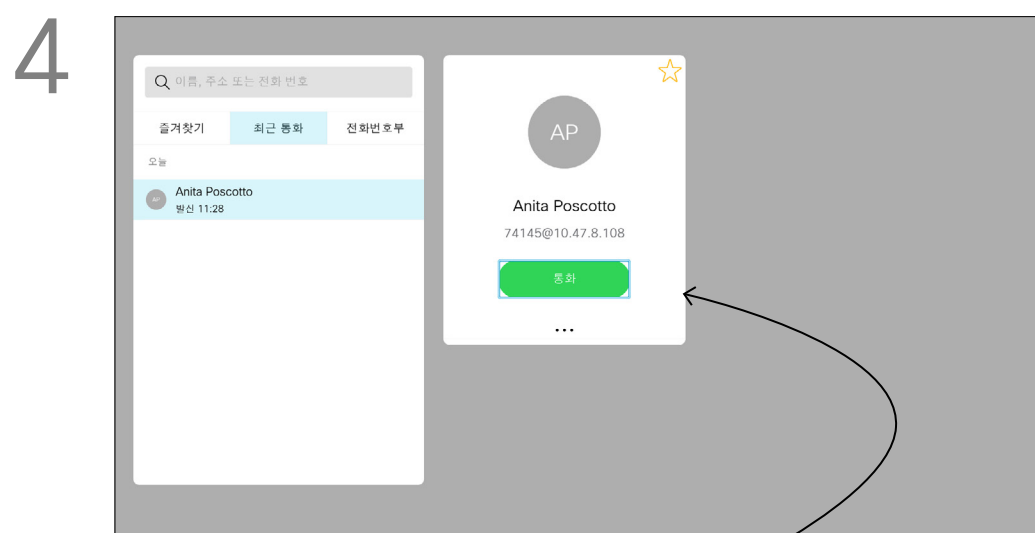 4
이름, 주소 또는 전화 번호
즐겨찾기 최근 통화 전화번호부
오늘
AP Anita Poscotto
발신 11:28
AP
Anita Poscotto
74145@10.47.8.108
통화
...